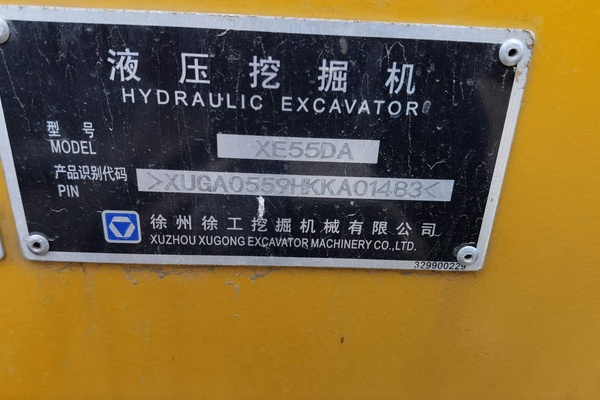 液压挖掘机
HYDRAULIC EXCAVATOR
型号
MODEL
XE55DA
产品识别代码
PIN
>XUGA0559HKKA01483<
徐州徐工挖掘机械有限公司
XUZHOU XUGONG EXCAVATOR MACHINERY CO.,LTD.
329900229